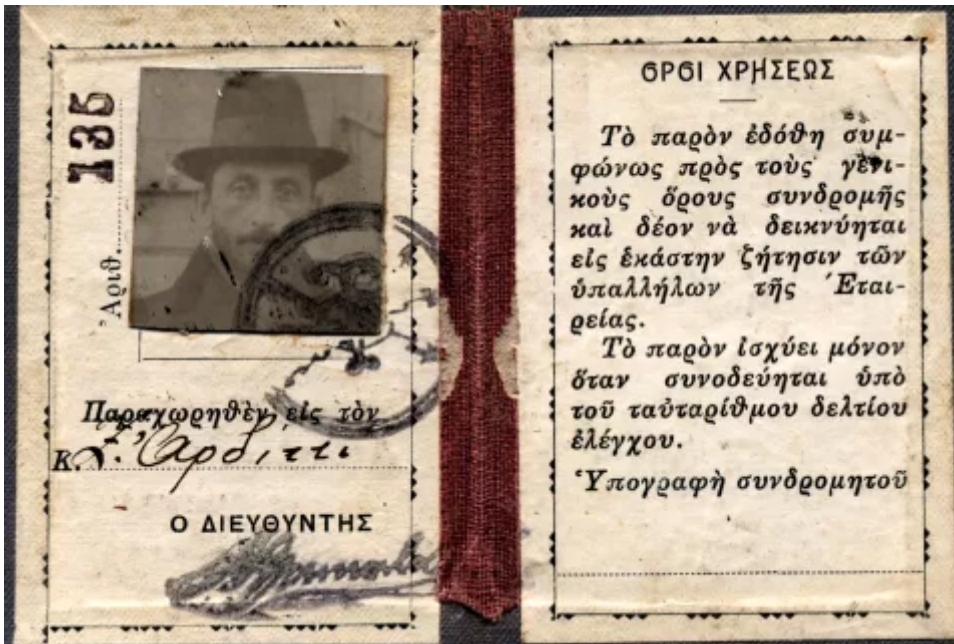 135
Ἀριθ.
Παραχωρηθὲν εἰς τὸν
Κ. Σ. Ἀρδίττι
Ο ΔΙΕΥΘΥΝΤΗΣ
ΟΡΟΙ ΧΡΗΣΕΩΣ
Τὸ παρὸν ἐδόθη συμ-
φώνως πρὸς τοὺς γενι-
κοὺς ὅρους συνδρομῆς
καὶ δέον νὰ δεικνύηται
εἰς ἑκάστην ζήτησιν τῶν
ὑπαλλήλων τῆς Ἑται-
ρείας.
Τὸ παρὸν ἰσχύει μόνον
ὅταν συνοδεύηται ὑπὸ
τοῦ ταὐταρίθμου δελτίου
ἐλέγχου.
Ὑπογραφὴ συνδρομητοῦ